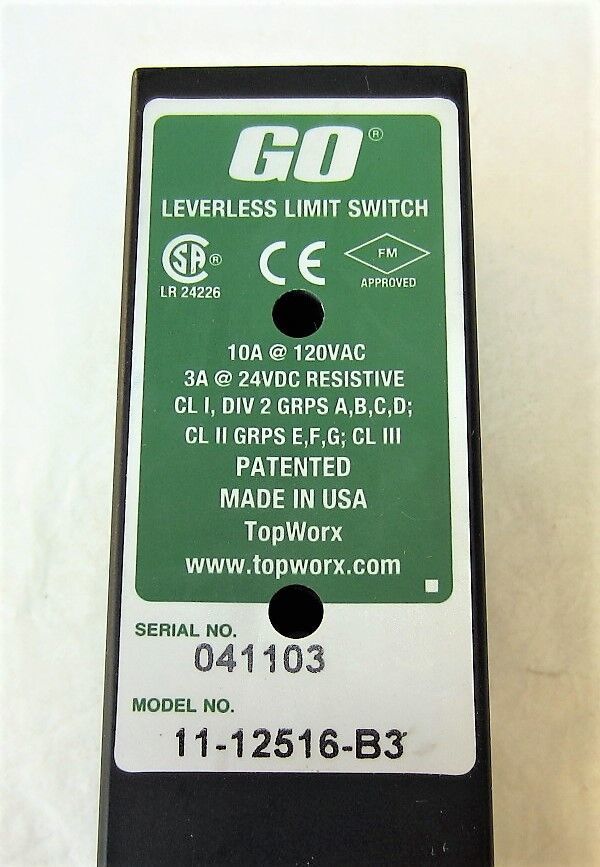 GO®
LEVERLESS LIMIT SWITCH
SA®
LR 24226
CE
FM
APPROVED
10A @ 120VAC
3A @ 24VDC RESISTIVE
CL I, DIV 2 GRPS A,B,C,D;
CL II GRPS E,F,G; CL III
PATENTED
MADE IN USA
TopWorx
www.topworx.com
SERIAL NO.
041103
MODEL NO.
11-12516-B3